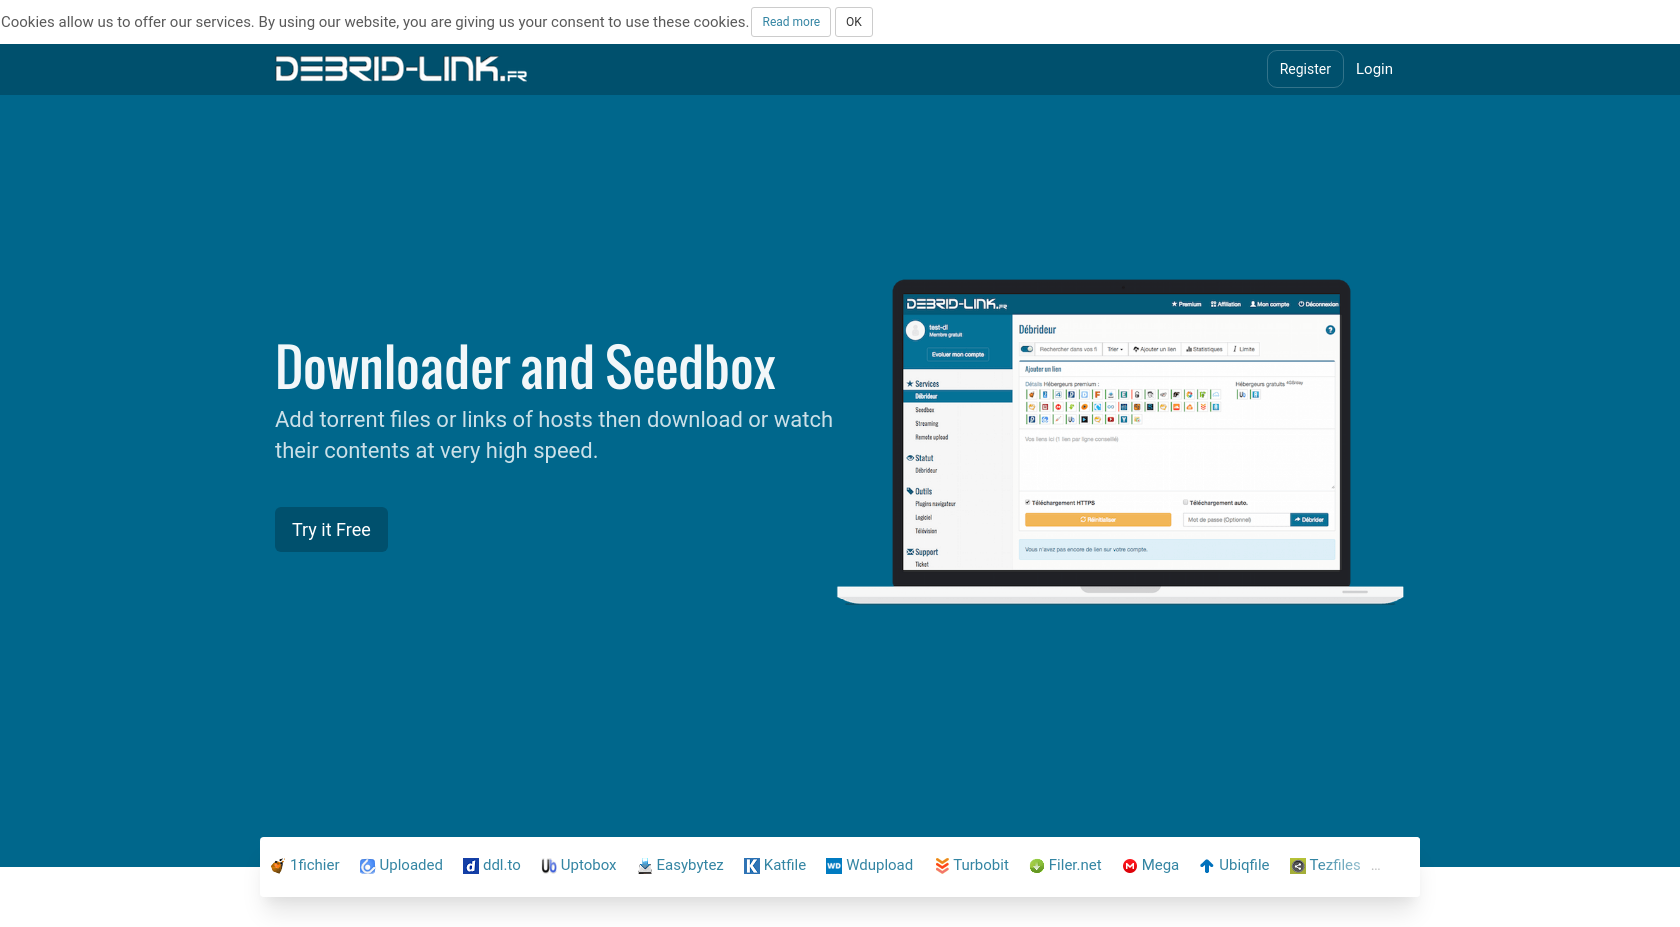 Cookies allow us to offer our services. By using our website, you are giving us your consent to use these cookies. Read more OK
DEBRID-LINK.FR
Register Login
Downloader and Seedbox
Add torrent files or links of hosts then download or watch
their contents at very high speed.
Try it Free
DEBRID-LINK.FR
Premium Affiliation Mon compte Déconnexion
test-dl
Membre gratuit
Evoluer mon compte
Services
Débrideur
Seedbox
Streaming
Remote upload
Statut
Débrideur
Outils
Plugins navigateur
Logiciel
Télévision
Support
Ticket
Débrideur
Rechercher dans vos fi Trier Ajouter un lien Statistiques Limite
Ajouter un lien
Détails Hébergeurs premium :
Hébergeurs gratuits
Vos liens ici (1 lien par ligne conseillé)
Téléchargement HTTPS
Téléchargement auto.
Réinitialiser
Mot de passe (Optionnel) Débrider
Vous n'avez pas encore de lien sur votre compte.
1fichier Uploaded ddl.to Uptobox Easybytez Katfile Wdupload Turbobit Filer.net Mega Ubiqfile Tezfiles ...